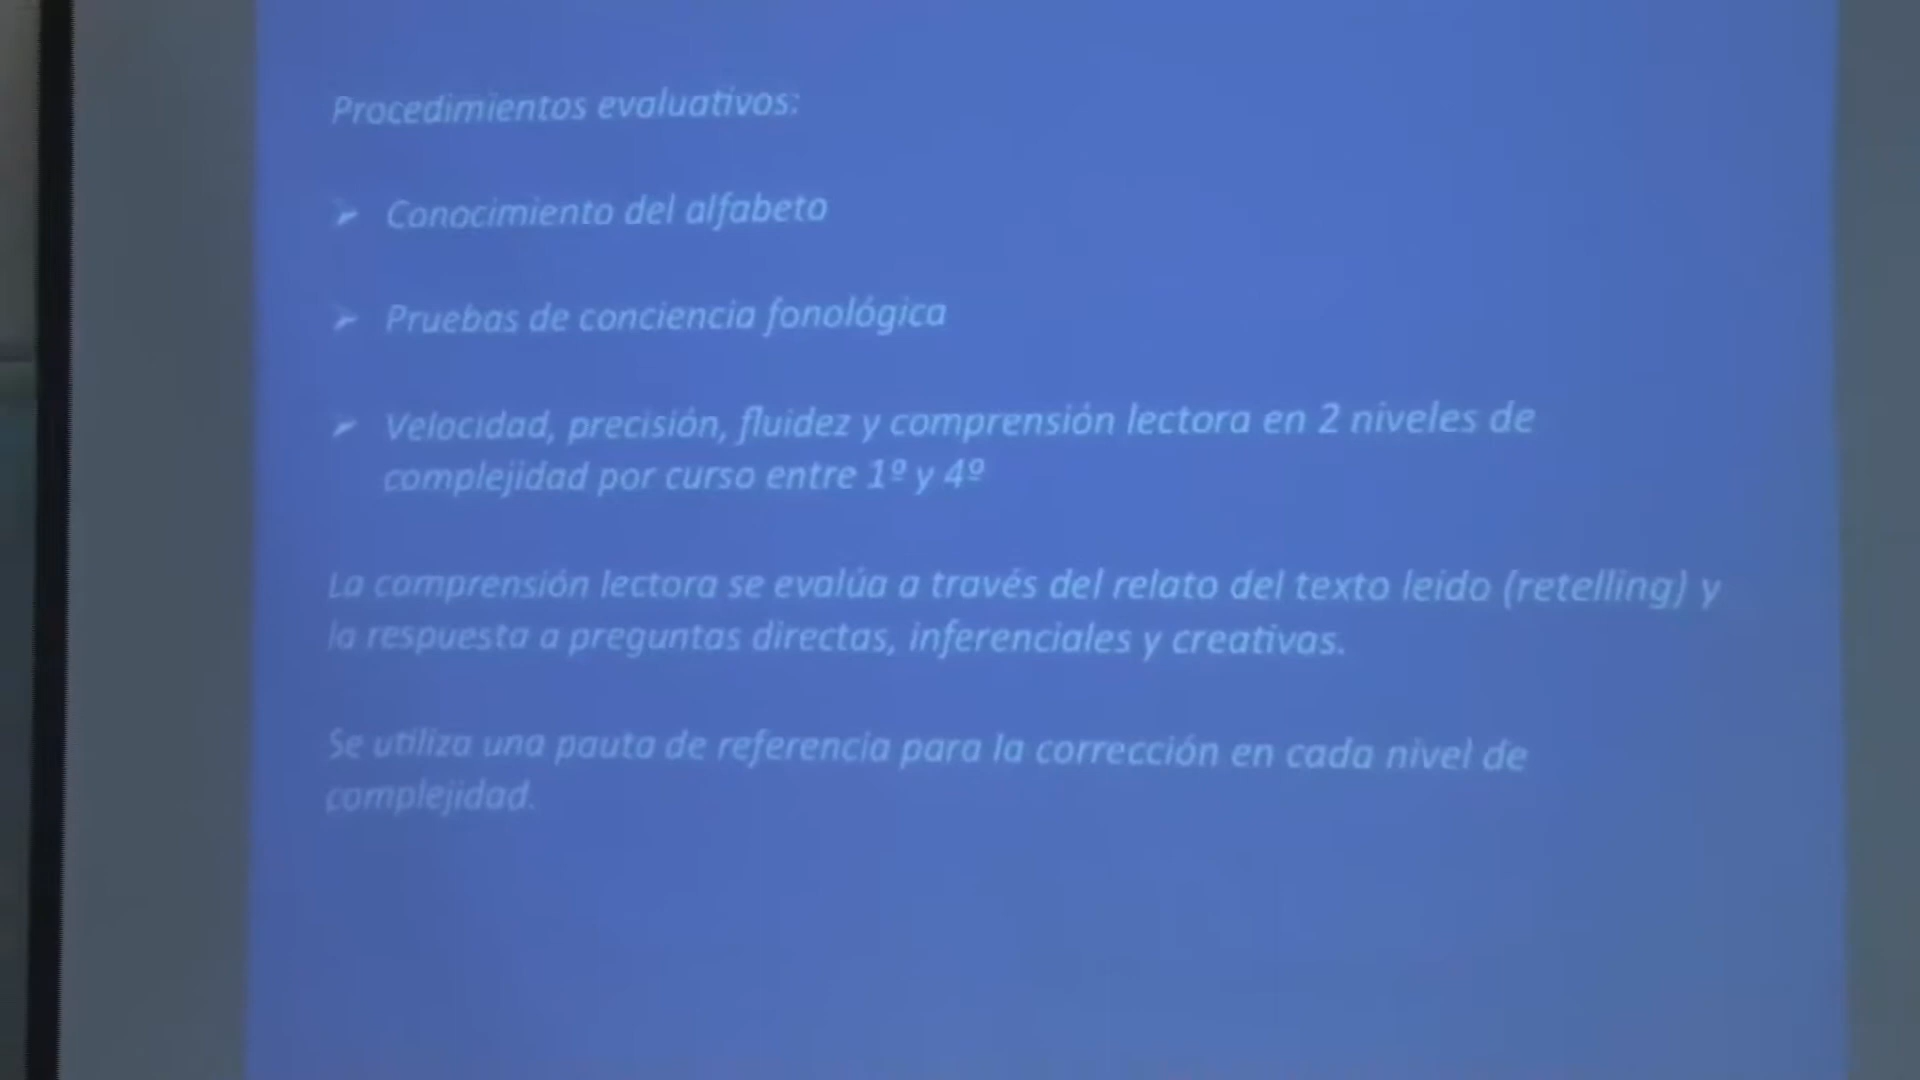 Procedimientos evaluativos:
➢ Conocimiento del alfabeto
➢ Pruebas de conciencia fonológica
➢ Velocidad, precisión, fluidez y comprensión lectora en 2 niveles de
complejidad por curso entre 1º y 4º
La comprensión lectora se evalúa a través del relato del texto leído (retelling) y
la respuesta a preguntas directas, inferenciales y creativas.
Se utiliza una pauta de referencia para la corrección en cada nivel de
complejidad.